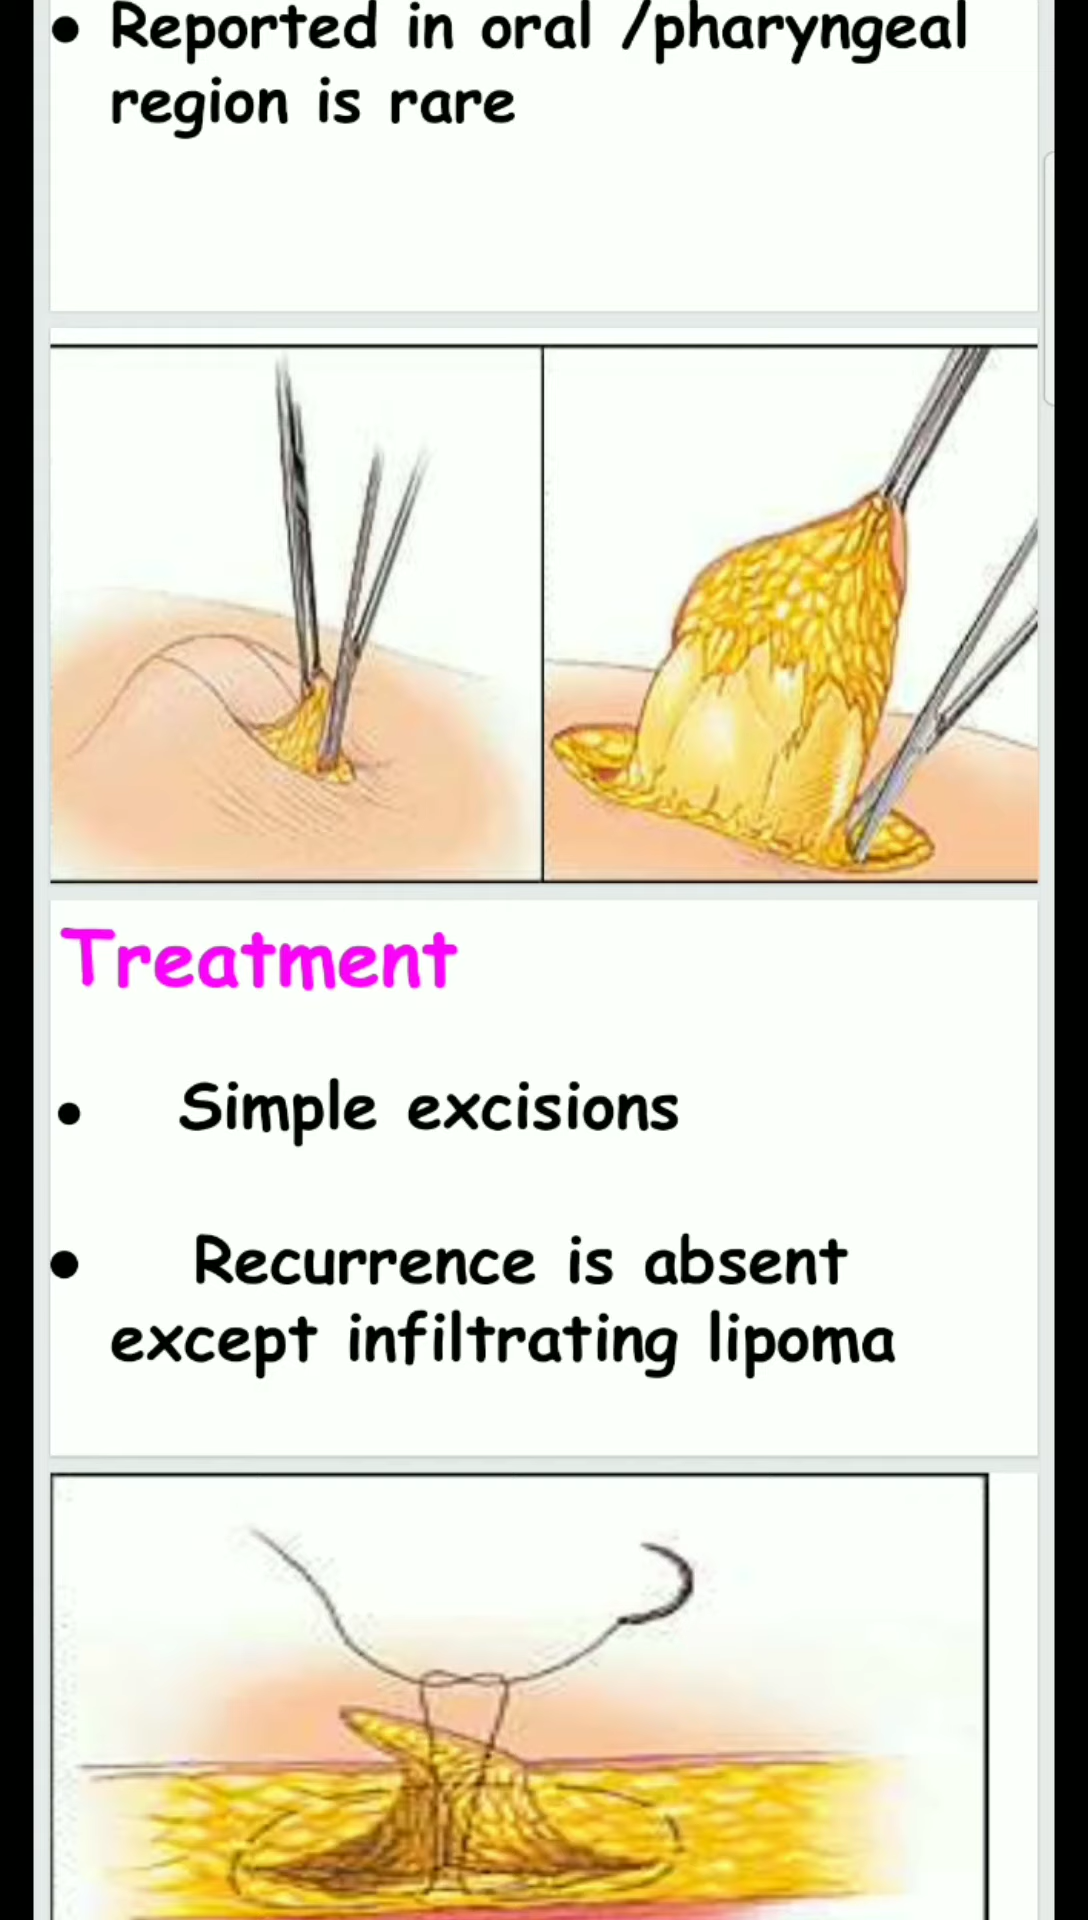 • Reported in oral /pharyngeal
region is rare
Treatment
• Simple excisions
• Recurrence is absent
except infiltrating lipoma